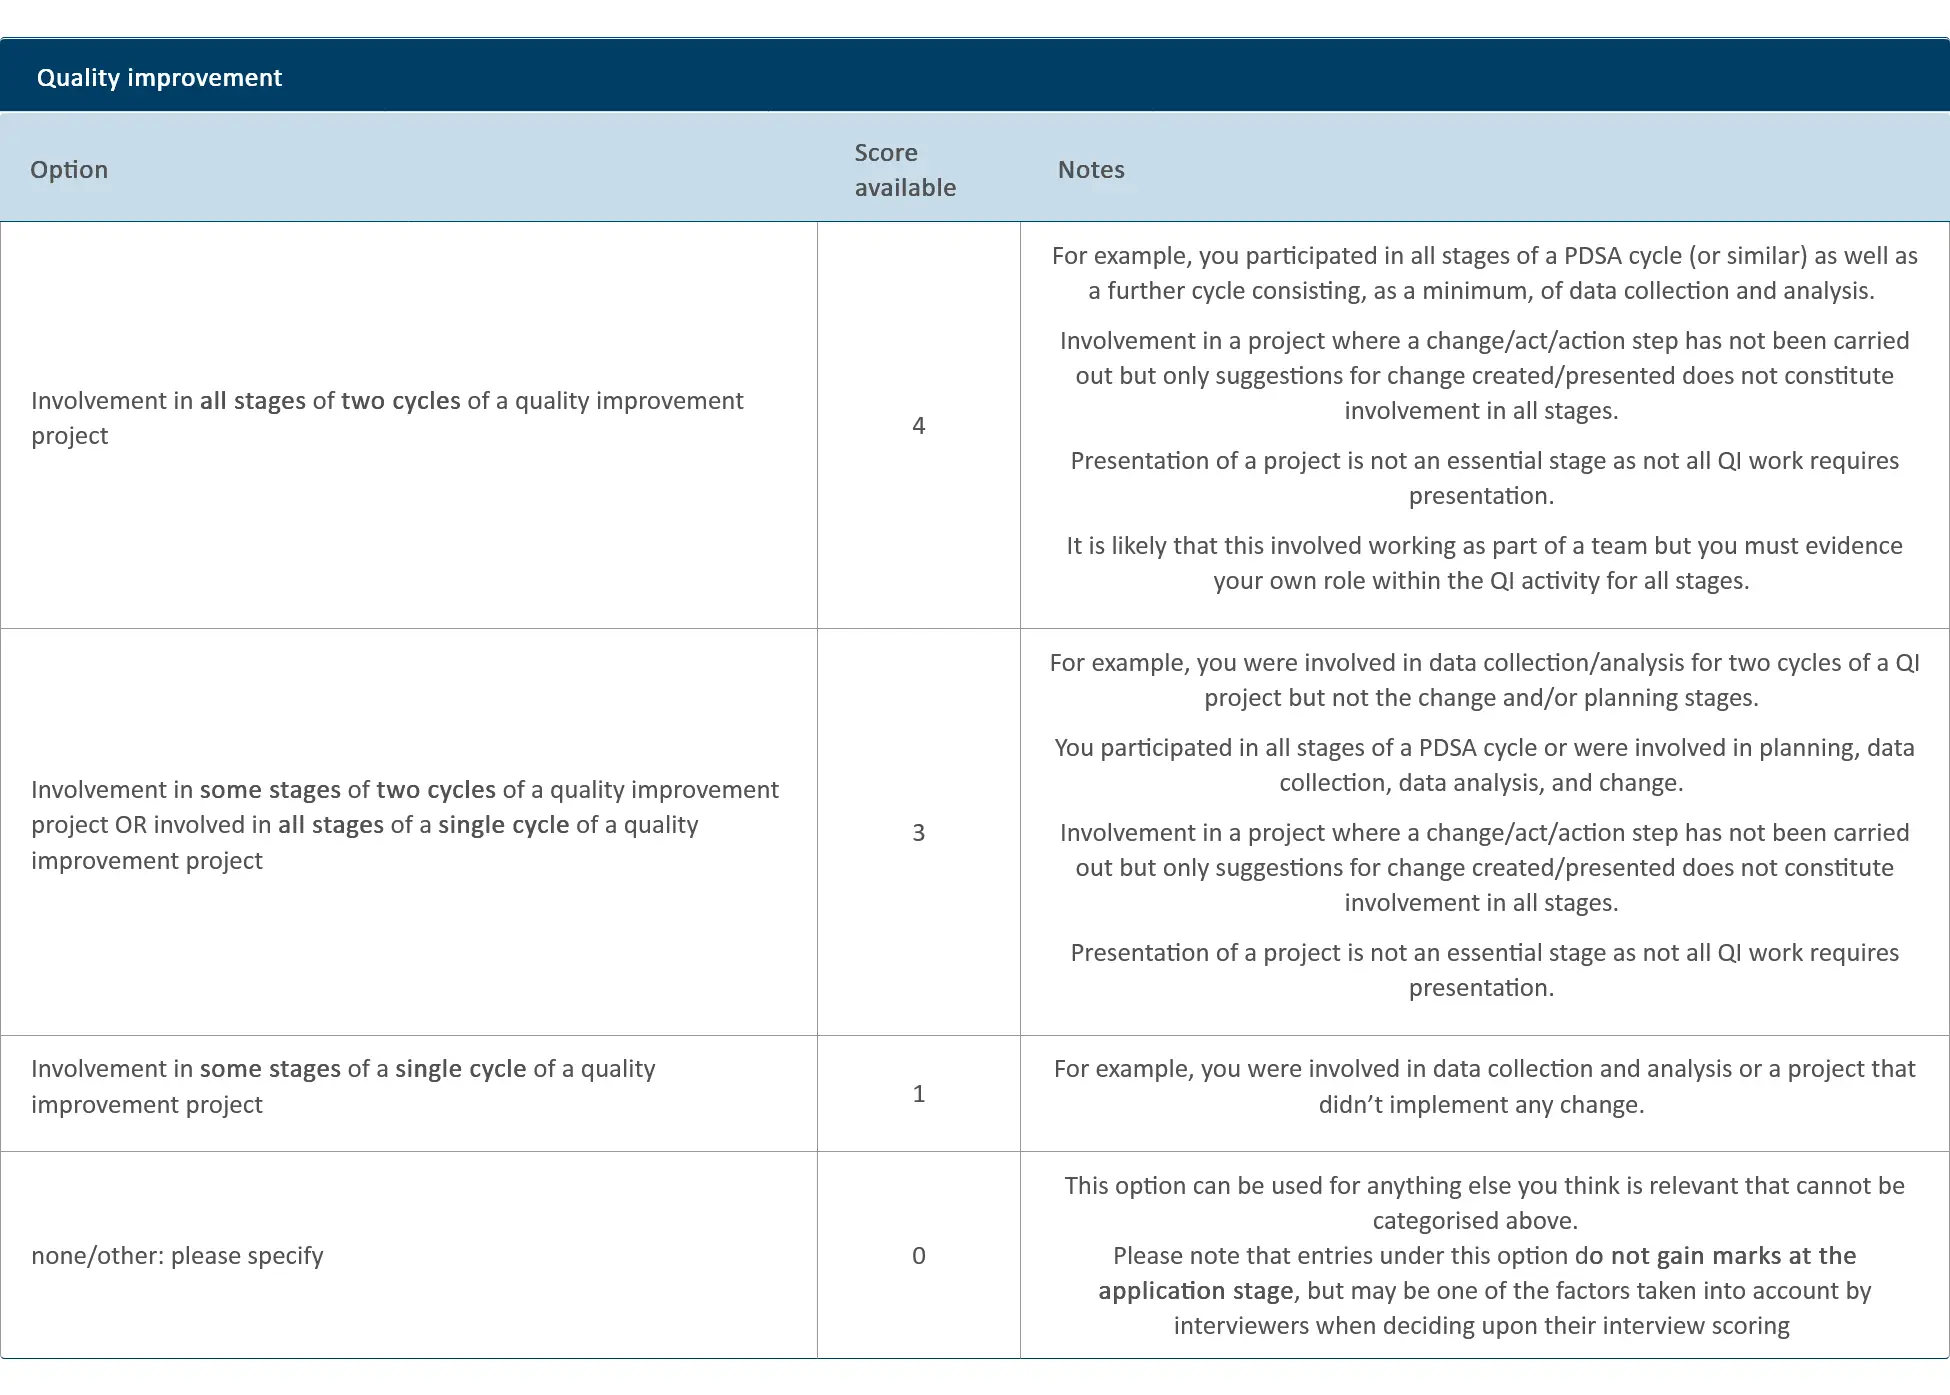 Quality improvement
Option
Score
available
Notes
Involvement in all stages of two cycles of a quality improvement
project
4
For example, you participated in all stages of a PDSA cycle (or similar) as well as
a further cycle consisting, as a minimum, of data collection and analysis.
Involvement in a project where a change/act/action step has not been carried
out but only suggestions for change created/presented does not constitute
involvement in all stages.
Presentation of a project is not an essential stage as not all QI work requires
presentation.
It is likely that this involved working as part of a team but you must evidence
your own role within the QI activity for all stages.
Involvement in some stages of two cycles of a quality improvement
project OR involved in all stages of a single cycle of a quality
improvement project
3
For example, you were involved in data collection/analysis for two cycles of a QI
project but not the change and/or planning stages.
You participated in all stages of a PDSA cycle or were involved in planning, data
collection, data analysis, and change.
Involvement in a project where a change/act/action step has not been carried
out but only suggestions for change created/presented does not constitute
involvement in all stages.
Presentation of a project is not an essential stage as not all QI work requires
presentation.
Involvement in some stages of a single cycle of a quality
improvement project
1
For example, you were involved in data collection and analysis or a project that
didn’t implement any change.
none/other: please specify
0
This option can be used for anything else you think is relevant that cannot be
categorised above.
Please note that entries under this option do not gain marks at the
application stage, but may be one of the factors taken into account by
interviewers when deciding upon their interview scoring